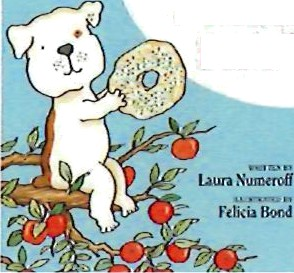 WRITTEN BY
Laura Numeroff
ILLUSTRATED BY
Felicia Bond